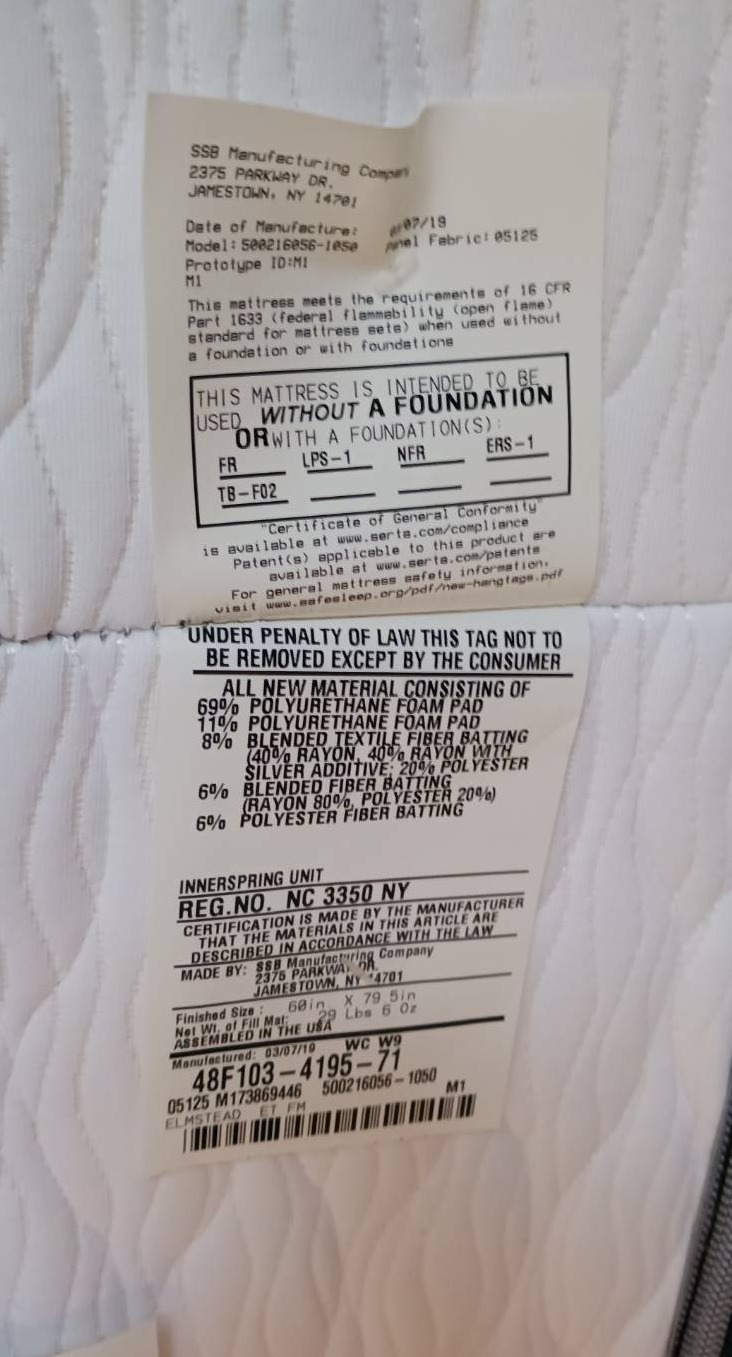 SSB Manufacturing Compan
2375 PARKWAY DR.
JAMESTOWN, NY 14701
Date of Manufacture: 07/19
Model: 500216056-1050 Fabric: 05125
Prototype ID:M1
M1
This mattress meets the requirements of 16 CFR
Part 1633 (federal flammability (open flame)
standard for mattress sets) when used without
a foundation or with foundations
THIS MATTRESS IS INTENDED TO BE
USED WITHOUT A FOUNDATION
OR WITH A FOUNDATION(S):
FR LPS-1 NFR ERS-1
TB-F02
"Certificate of General Conformity"
is available at www.serta.com/compliance
Patent(s) applicable to this product are
available at www.serta.com/patents
For general mattress safety information,
visit www.safesleep.org/pdf/new-hangtags.pdf
UNDER PENALTY OF LAW THIS TAG NOT TO
BE REMOVED EXCEPT BY THE CONSUMER
ALL NEW MATERIAL CONSISTING OF
69% POLYURETHANE FOAM PAD
11% POLYURETHANE FOAM PAD
8% BLENDED TEXTILE FIBER BATTING
(40% RAYON, 40% RAYON WITH
SILVER ADDITIVE; 20% POLYESTER
6% BLENDED FIBER BATTING
(RAYON 80%, POLYESTER 20%)
6% POLYESTER FIBER BATTING
INNERSPRING UNIT
REG.NO. NC 3350 NY
CERTIFICATION IS MADE BY THE MANUFACTURER
THAT THE MATERIALS IN THIS ARTICLE ARE
DESCRIBED IN ACCORDANCE WITH THE LAW
MADE BY: SSB Manufacturing Company
2375 PARKWAY DR.
JAMESTOWN, NY 14701
Finished Size: 60in X 79.5in
Net Wt. of Fill Mat: 29 Lbs 6 Oz
ASSEMBLED IN THE USA
Manufactured: 03/07/19 WC W9
48F103-4195-71
05125 M173869446 500216056-1050
ELMSTEAD ET FM M1